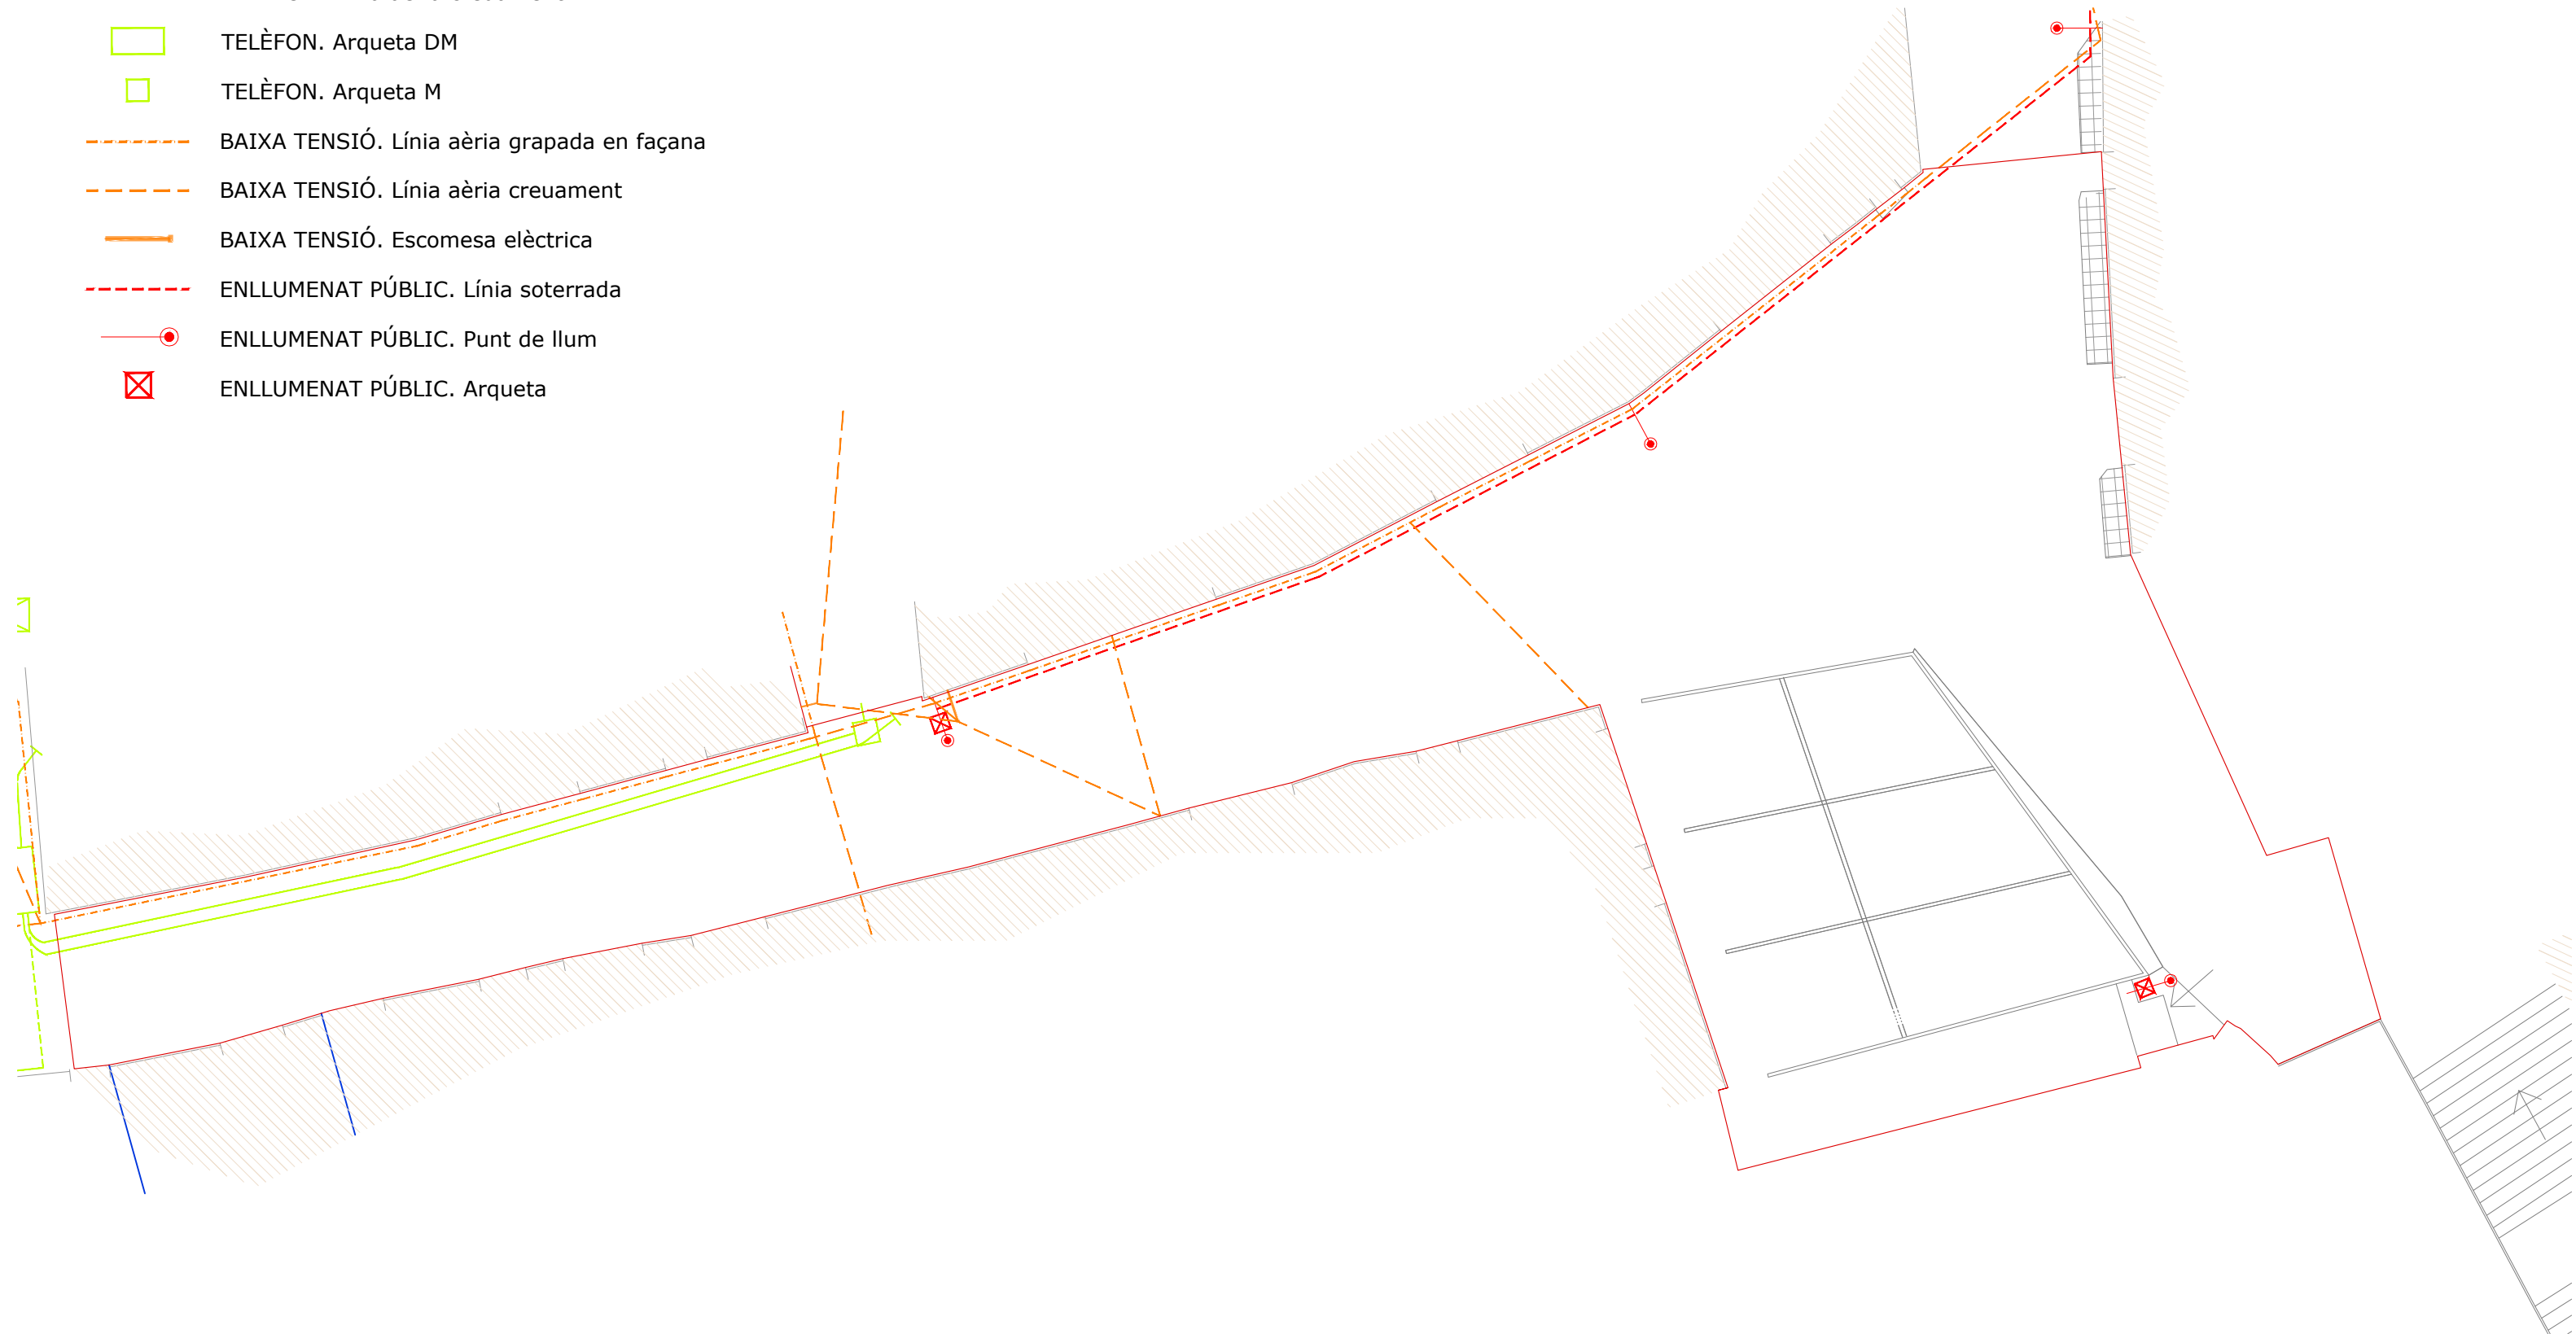 TELÈFON. Arqueta DM
TELÈFON. Arqueta M
BAIXA TENSIÓ. Línia aèria grapada en façana
BAIXA TENSIÓ. Línia aèria creuament
BAIXA TENSIÓ. Escomesa elèctrica
ENLLUMENAT PÚBLIC. Línia soterrada
ENLLUMENAT PÚBLIC. Punt de llum
ENLLUMENAT PÚBLIC. Arqueta